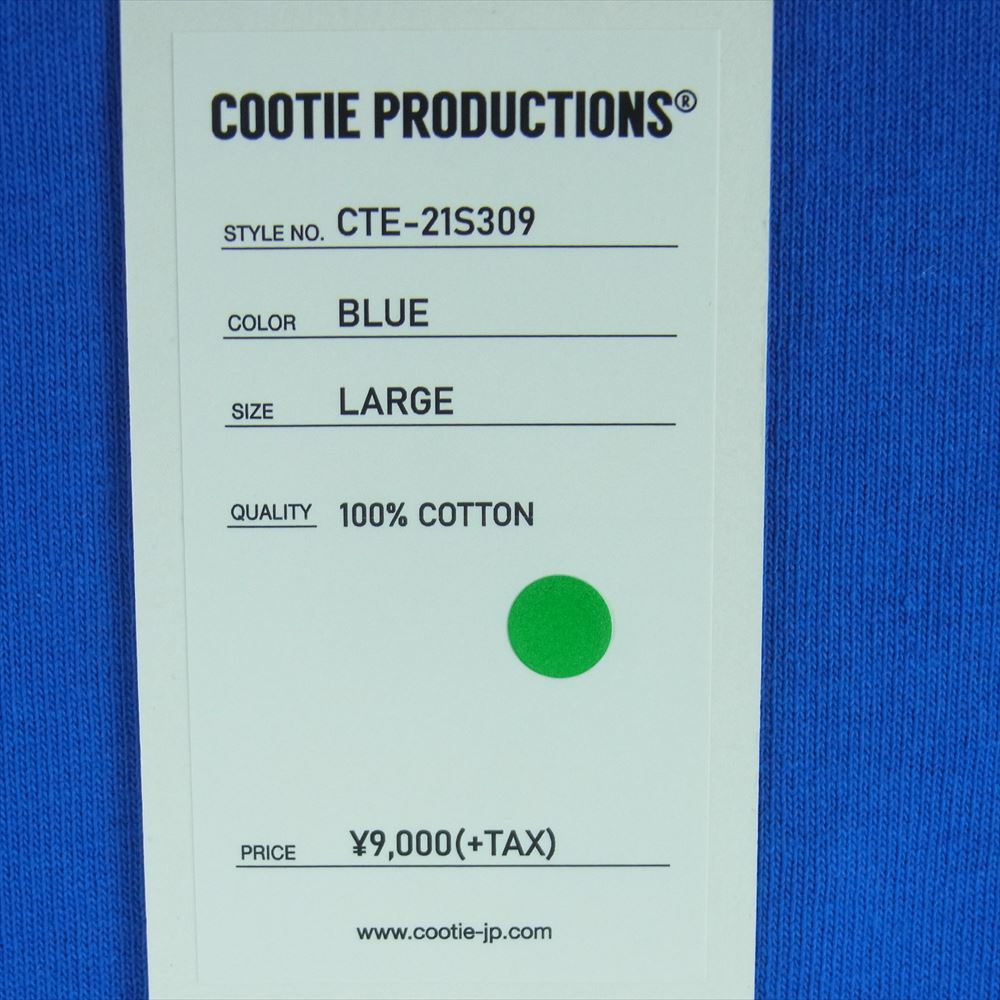 COOTIE PRODUCTIONS®
STYLE NO. CTE-21S309
COLOR BLUE
SIZE LARGE
QUALITY 100% COTTON
PRICE ¥9,000(+TAX)
www.cootie-jp.com